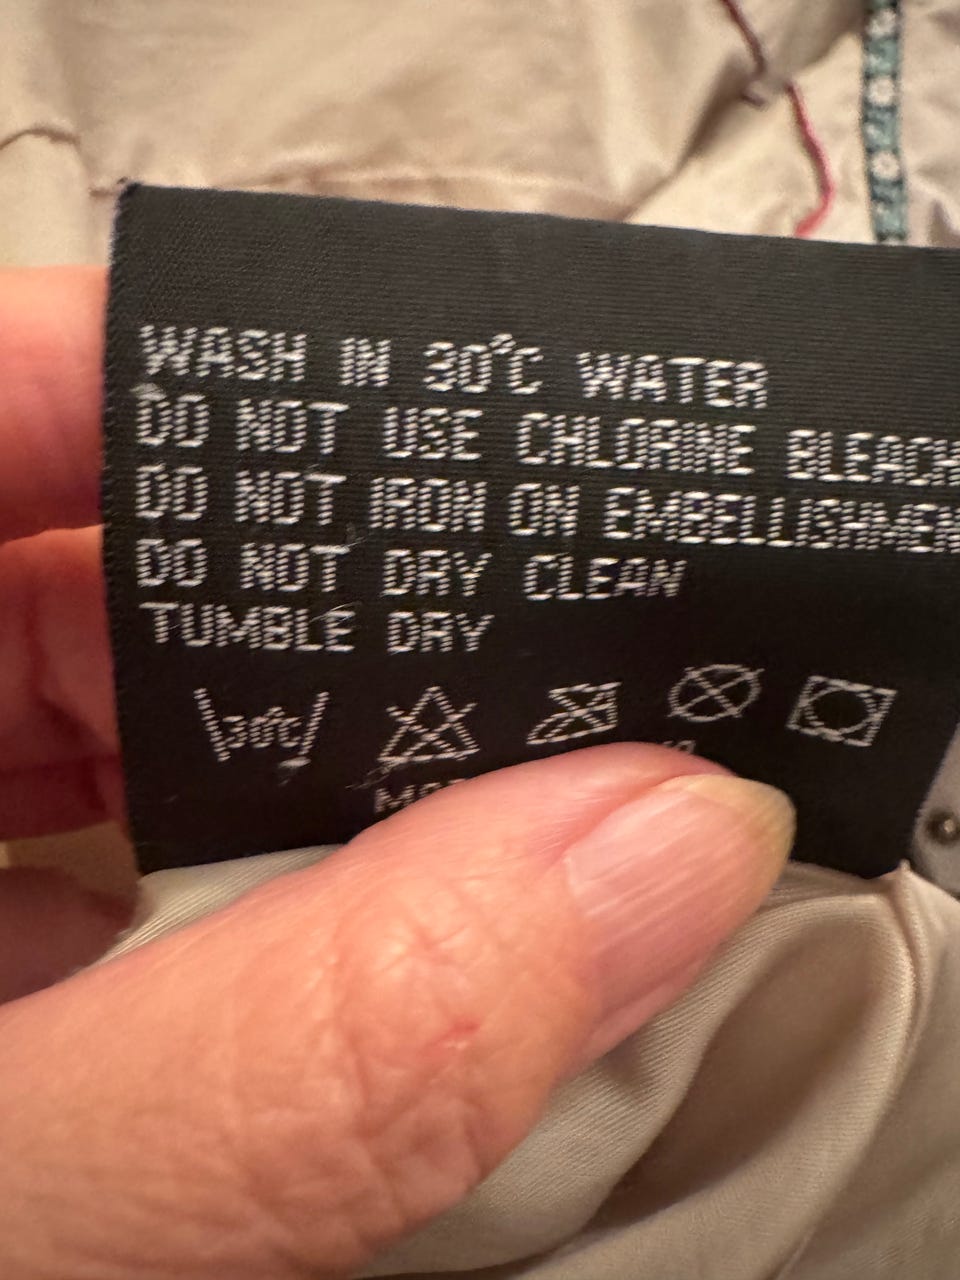 WASH IN 30°C WATER
DO NOT USE CHLORINE BLEACH
DO NOT IRON ON EMBELLISHMEN
DO NOT DRY CLEAN
TUMBLE DRY
30°C